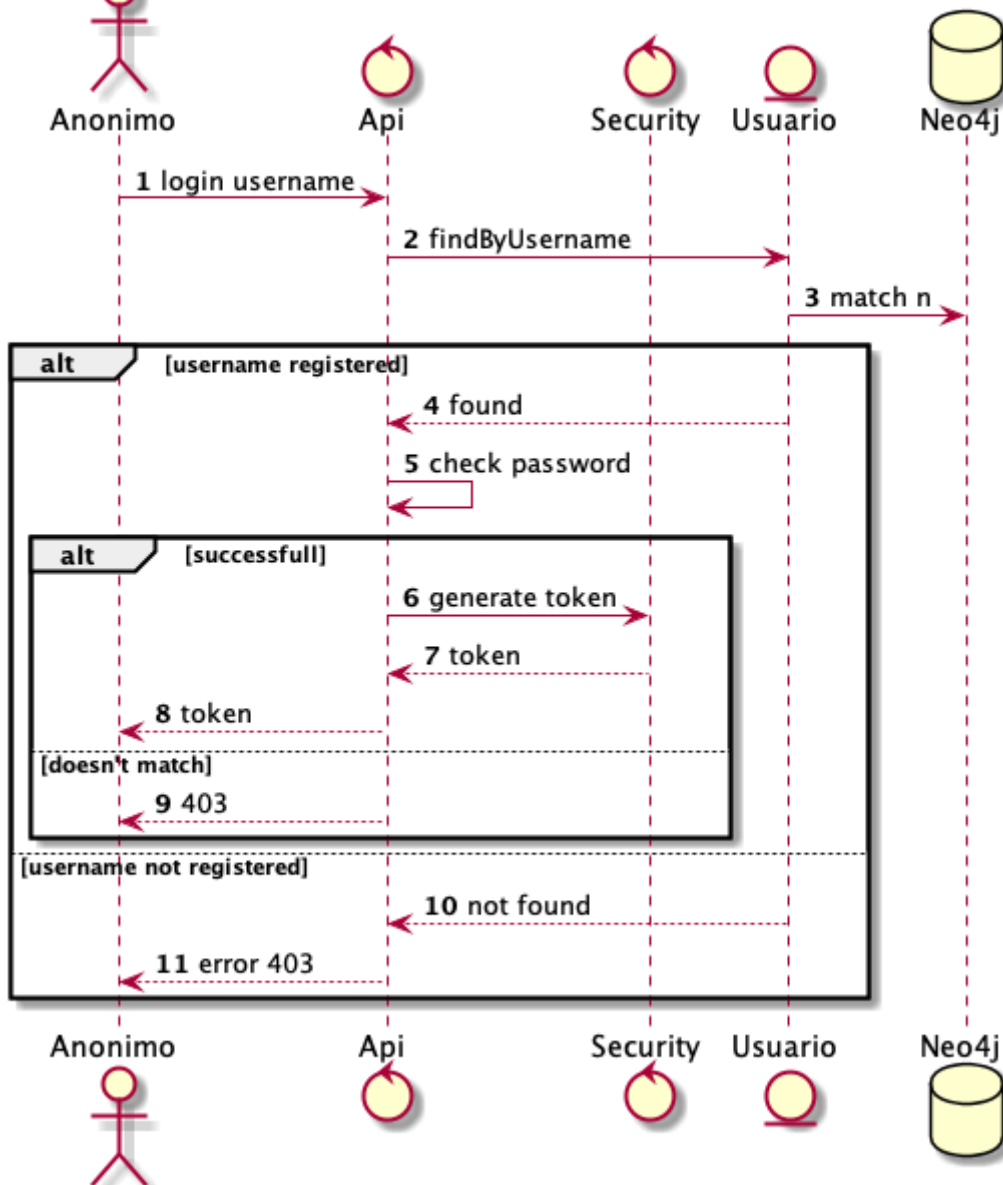 Anonimo Api Security Usuario Neo4j
1 login username
2 findByUsername
3 match n
alt [username registered]
4 found
5 check password
alt [successfull]
6 generate token
7 token
8 token
[doesn't match]
9 403
[username not registered]
10 not found
11 error 403
Anonimo Api Security Usuario Neo4j